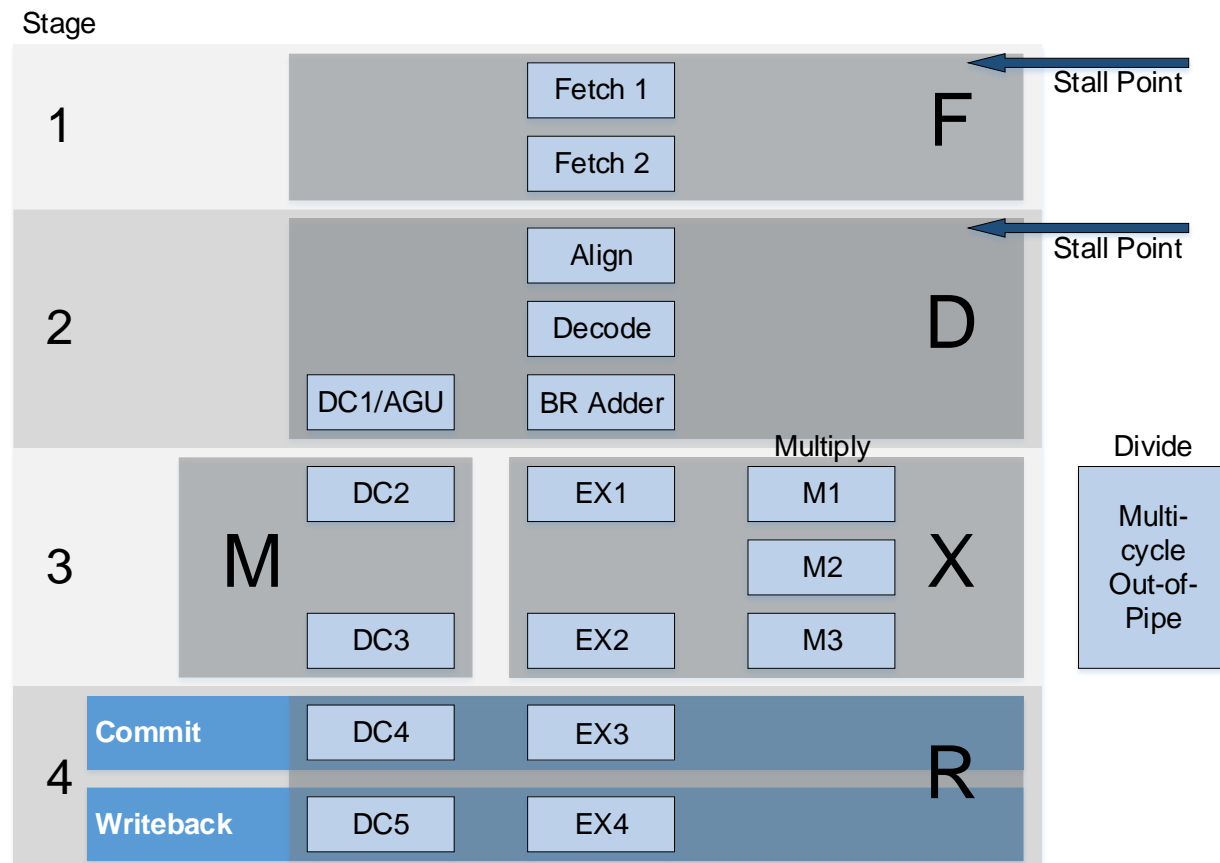 Stage
1
Fetch 1
F
Stall Point
Fetch 2
2
Align
D
Stall Point
Decode
DC1/AGU
BR Adder
Multiply
Divide
3
M
DC2
EX1
M1
X
M2
DC3
EX2
M3
Multi-
cycle
Out-of-
Pipe
4
Commit
DC4
EX3
R
Writeback
DC5
EX4